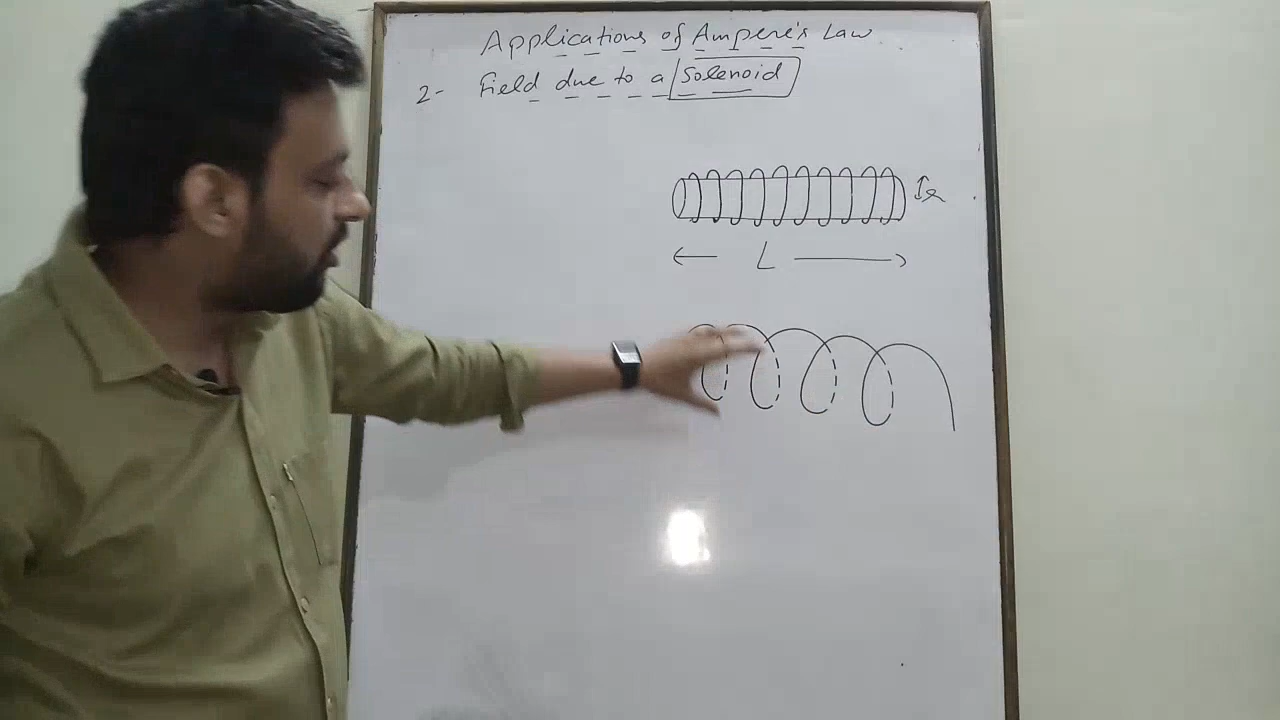 Applications of Ampere's Law
2- Field due to a Solenoid
L